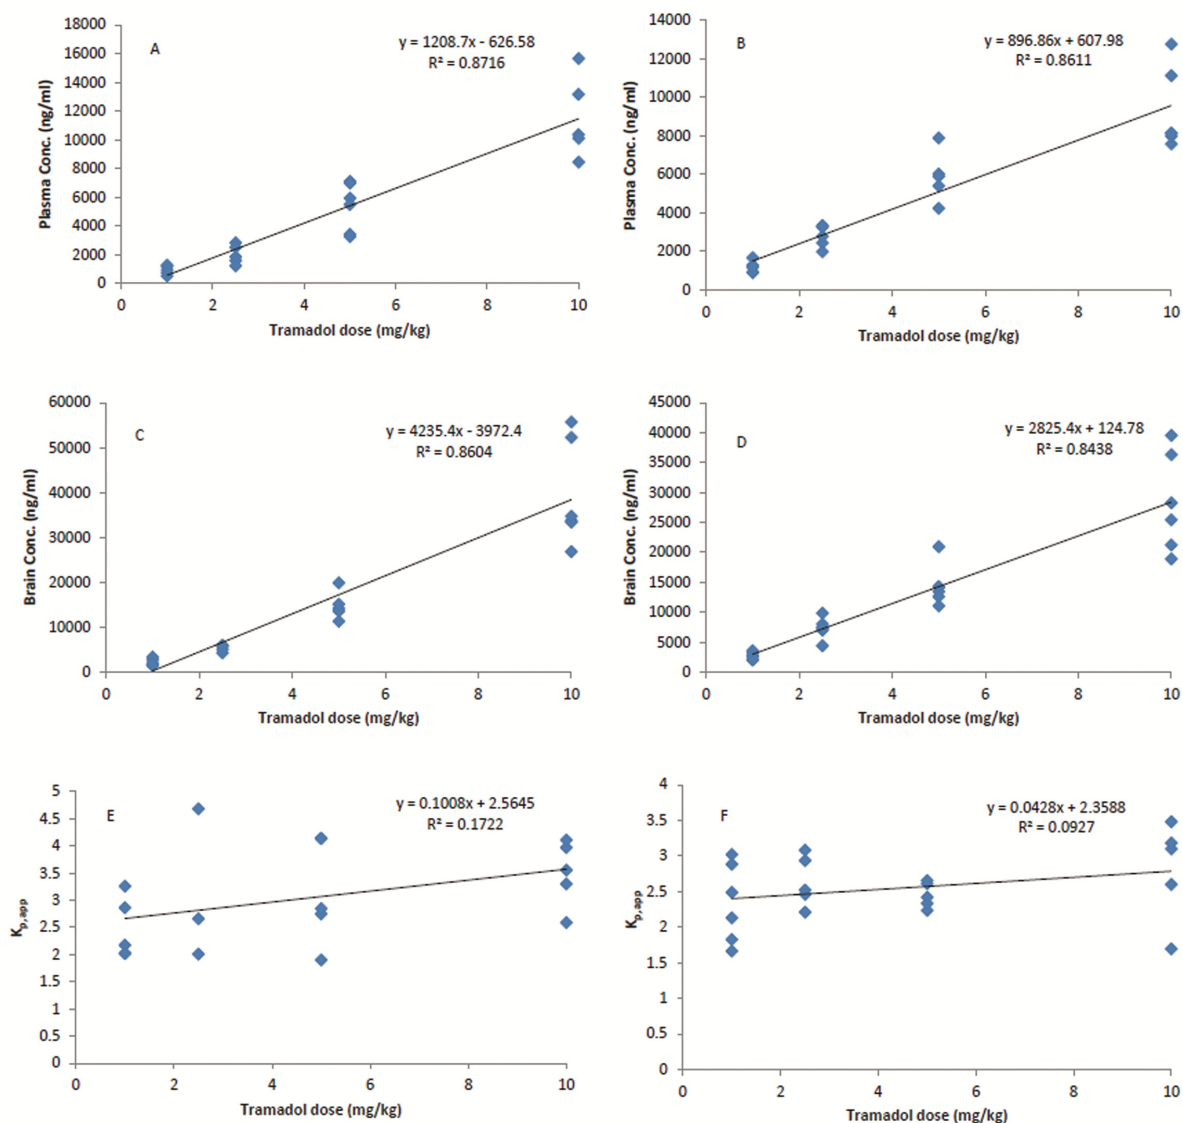 A
y = 1208.7x - 626.58
R² = 0.8716
Plasma Conc. (ng/ml)
18000
16000
14000
12000
10000
8000
6000
4000
2000
0
0 2 4 6 8 10
Tramadol dose (mg/kg)
B
y = 896.86x + 607.98
R² = 0.8611
Plasma Conc. (ng/ml)
14000
12000
10000
8000
6000
4000
2000
0
0 2 4 6 8 10
Tramadol dose (mg/kg)
C
y = 4235.4x - 3972.4
R² = 0.8604
Brain Conc. (ng/ml)
60000
50000
40000
30000
20000
10000
0
0 2 4 6 8 10
Tramadol dose (mg/kg)
D
y = 2825.4x + 124.78
R² = 0.8438
Brain Conc. (ng/ml)
45000
40000
35000
30000
25000
20000
15000
10000
5000
0
0 2 4 6 8 10
Tramadol dose (mg/kg)
E
y = 0.1008x + 2.5645
R² = 0.1722
Kp,app
5
4.5
4
3.5
3
2.5
2
1.5
1
0.5
0
0 2 4 6 8 10
Tramadol dose (mg/kg)
F
y = 0.0428x + 2.3588
R² = 0.0927
Kp,app
4
3.5
3
2.5
2
1.5
1
0.5
0
0 2 4 6 8 10
Tramadol dose (mg/kg)